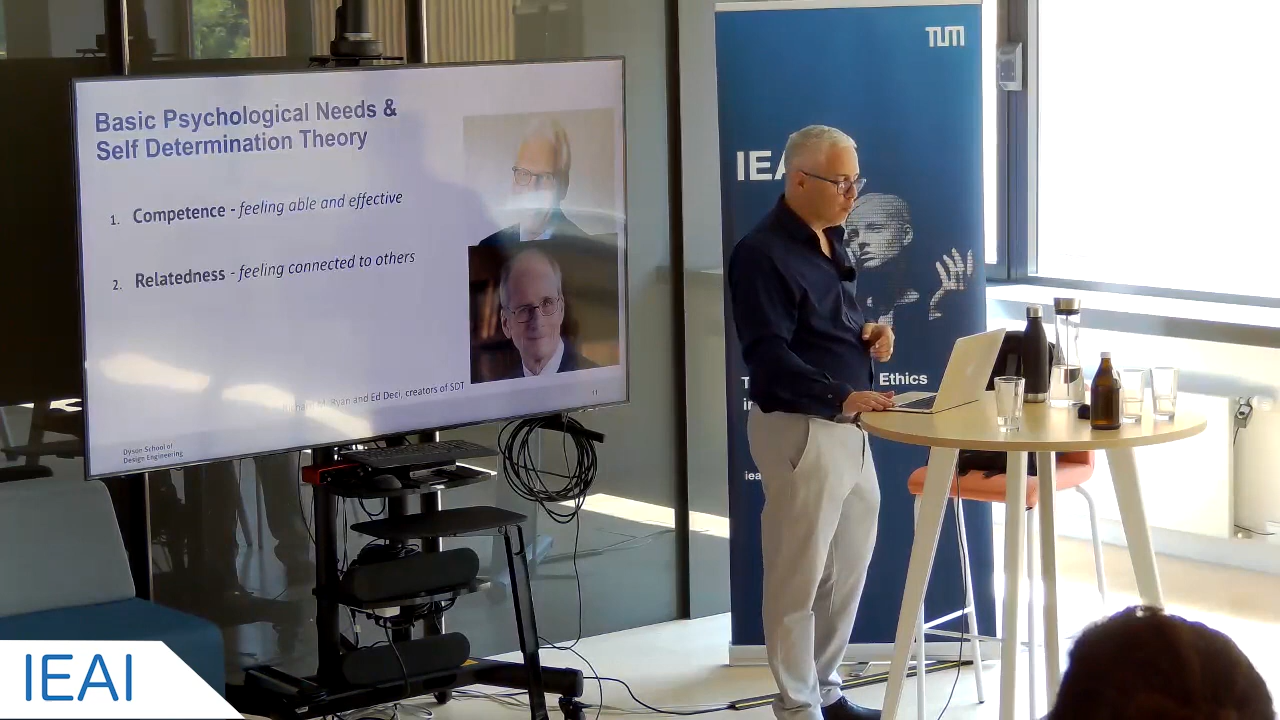 Basic Psychological Needs &
Self Determination Theory
1. Competence - feeling able and effective
2. Relatedness - feeling connected to others
Ryan and Ed Deci, creators of SDT
11
Dyson School of
Design Engineering
TUM
IEA
Ethics
IEAI